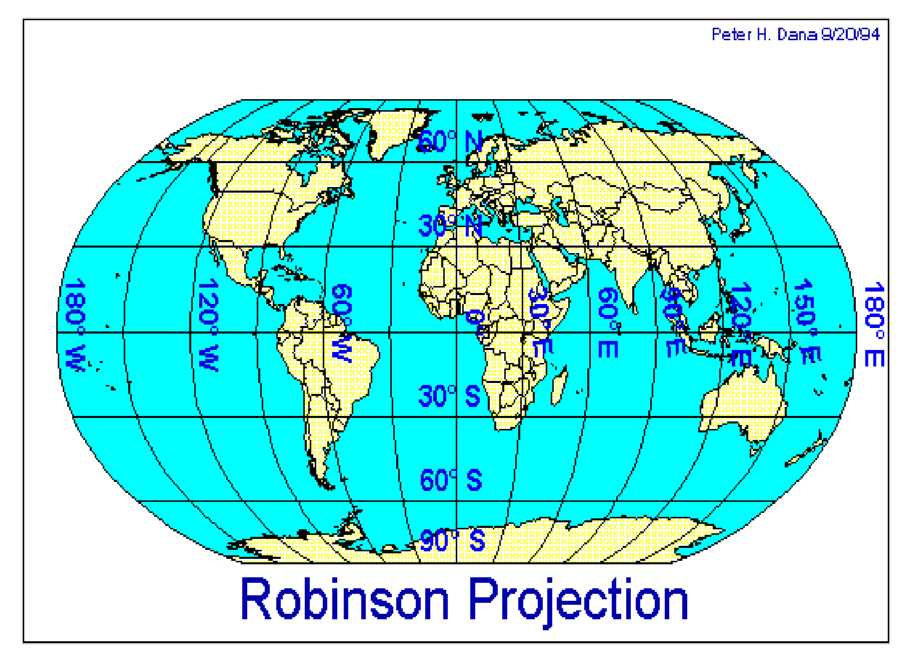 Peter H. Dana 9/20/94
60° N
30° N
180° W
120° W
60° W
0°
30° E
60° E
90° E
120° E
150° E
180° E
30° S
60° S
90° S
Robinson Projection